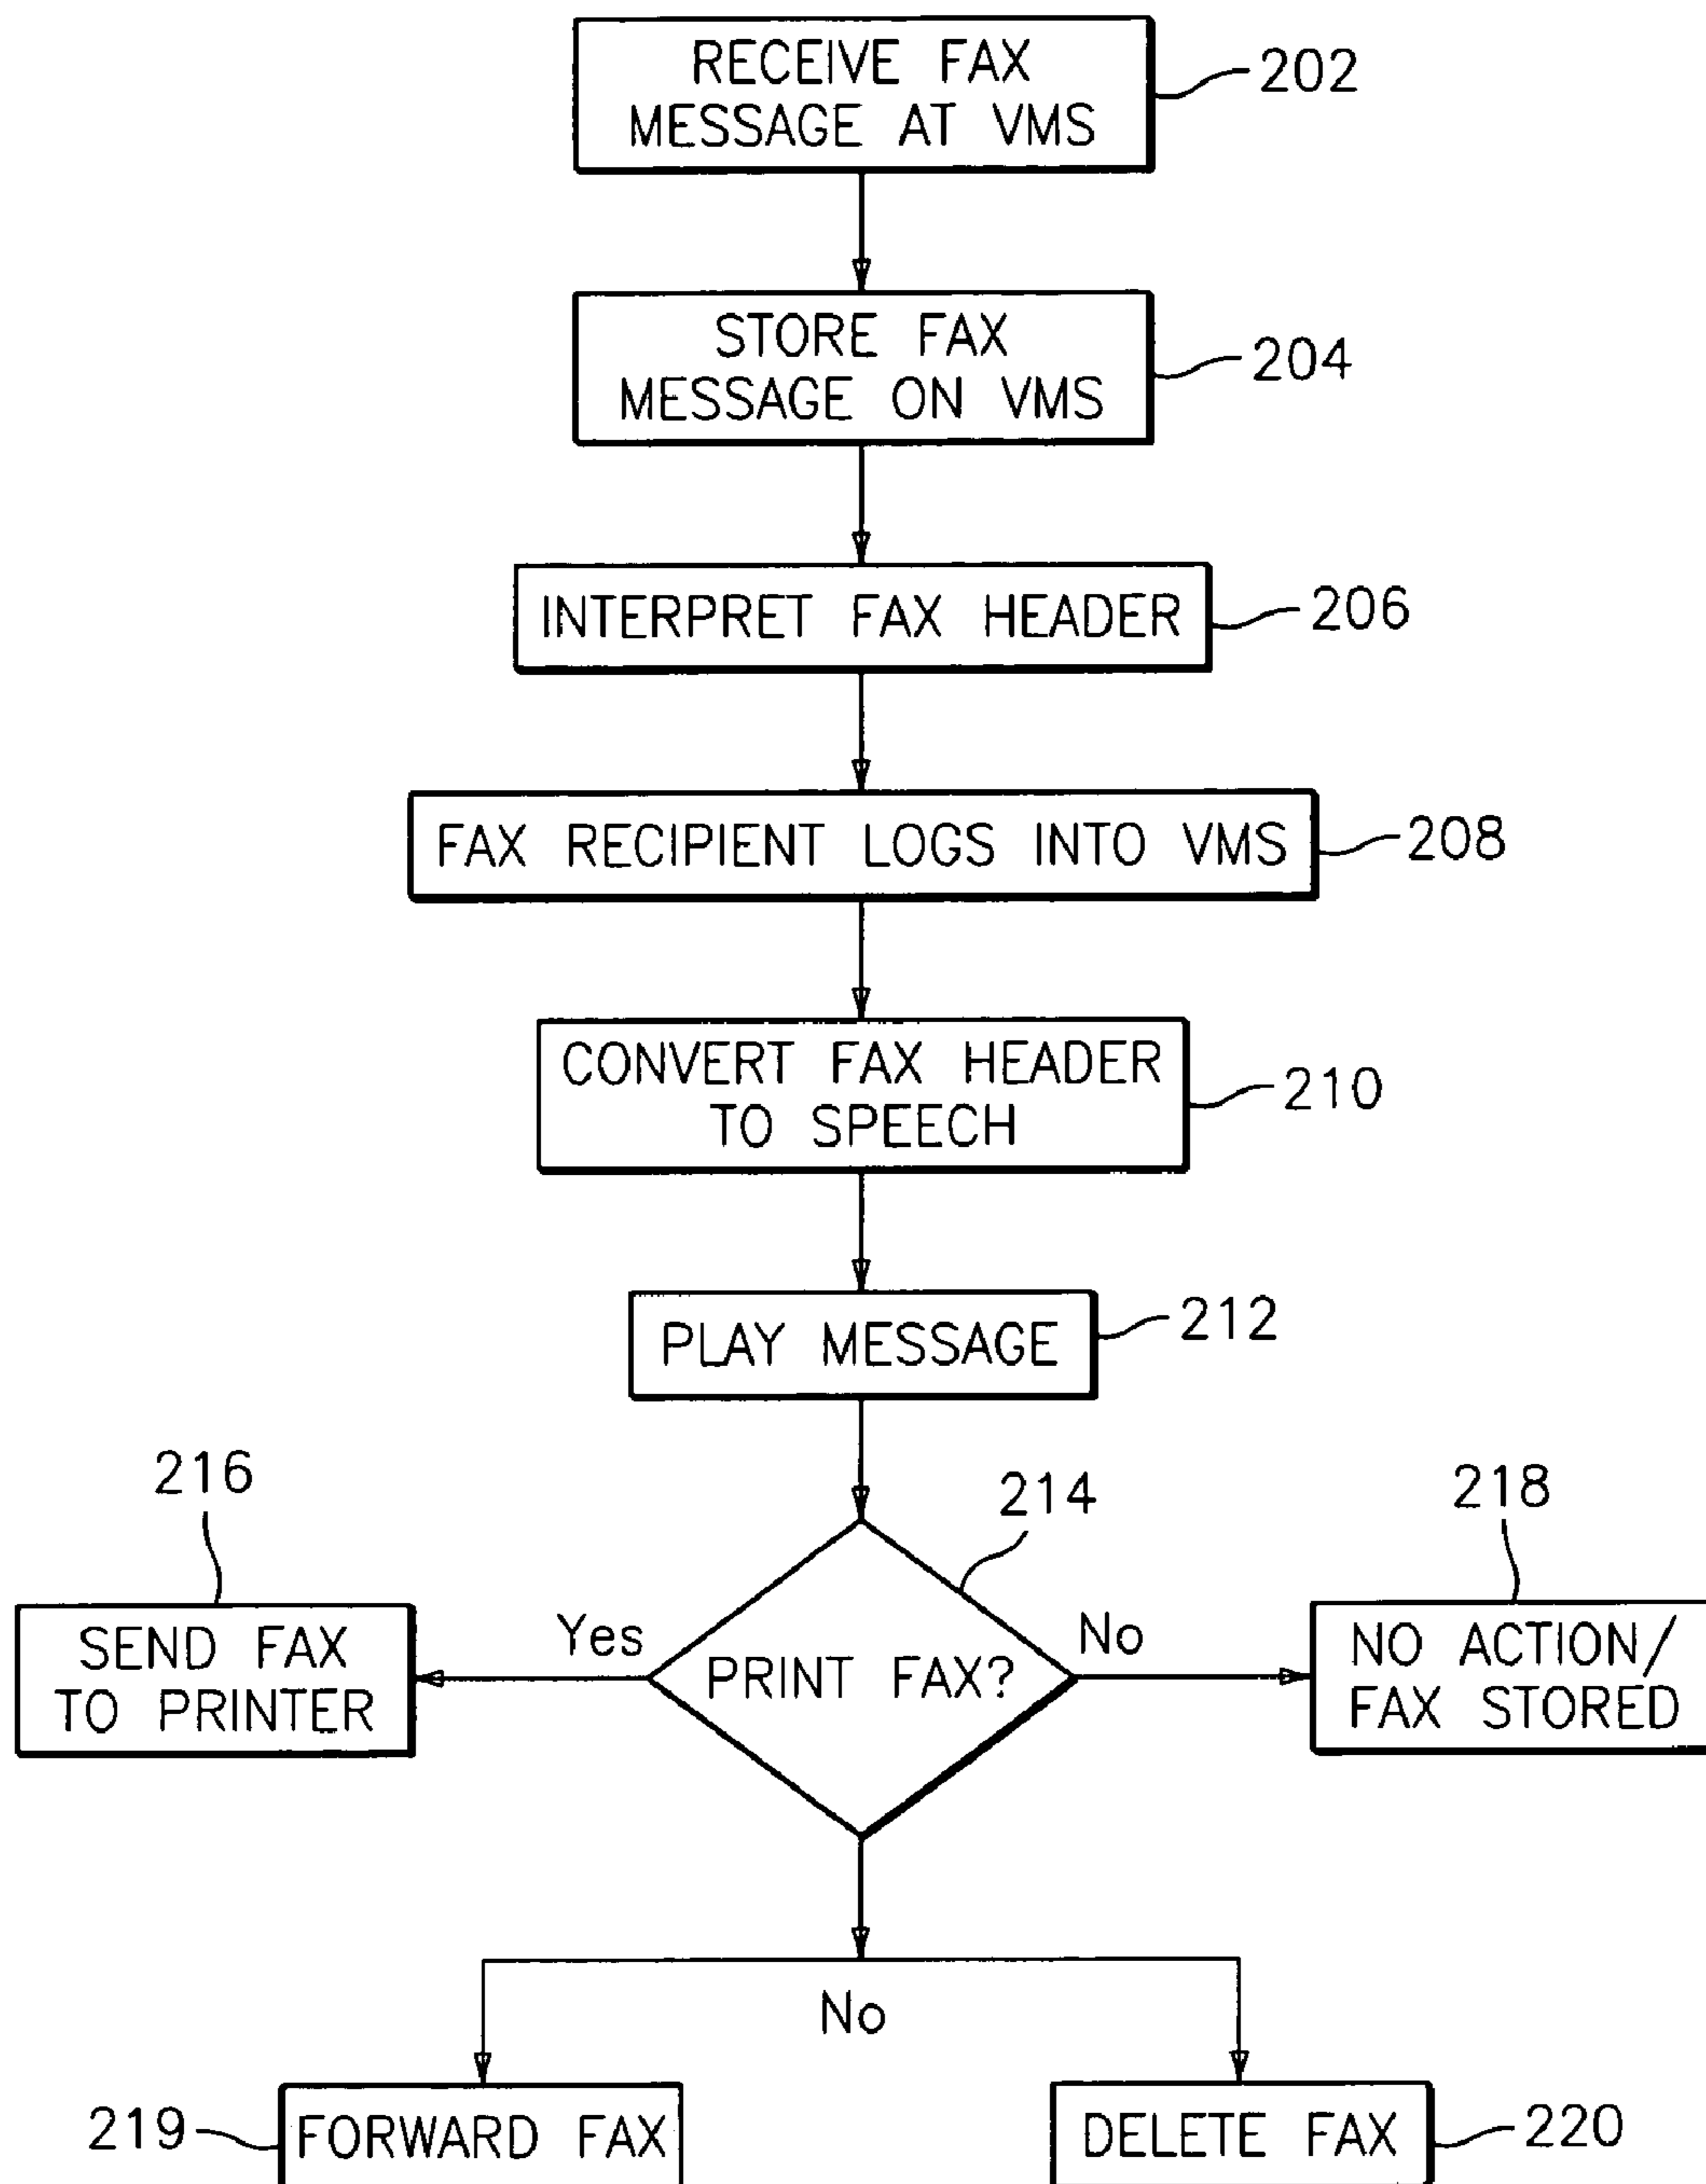 RECEIVE FAX
MESSAGE AT VMS
202
STORE FAX
MESSAGE ON VMS
204
INTERPRET FAX HEADER
206
FAX RECIPIENT LOGS INTO VMS
208
CONVERT FAX HEADER
TO SPEECH
210
PLAY MESSAGE
212
216
214
218
SEND FAX
TO PRINTER
Yes
PRINT FAX?
No
NO ACTION/
FAX STORED
No
219
FORWARD FAX
DELETE FAX
220